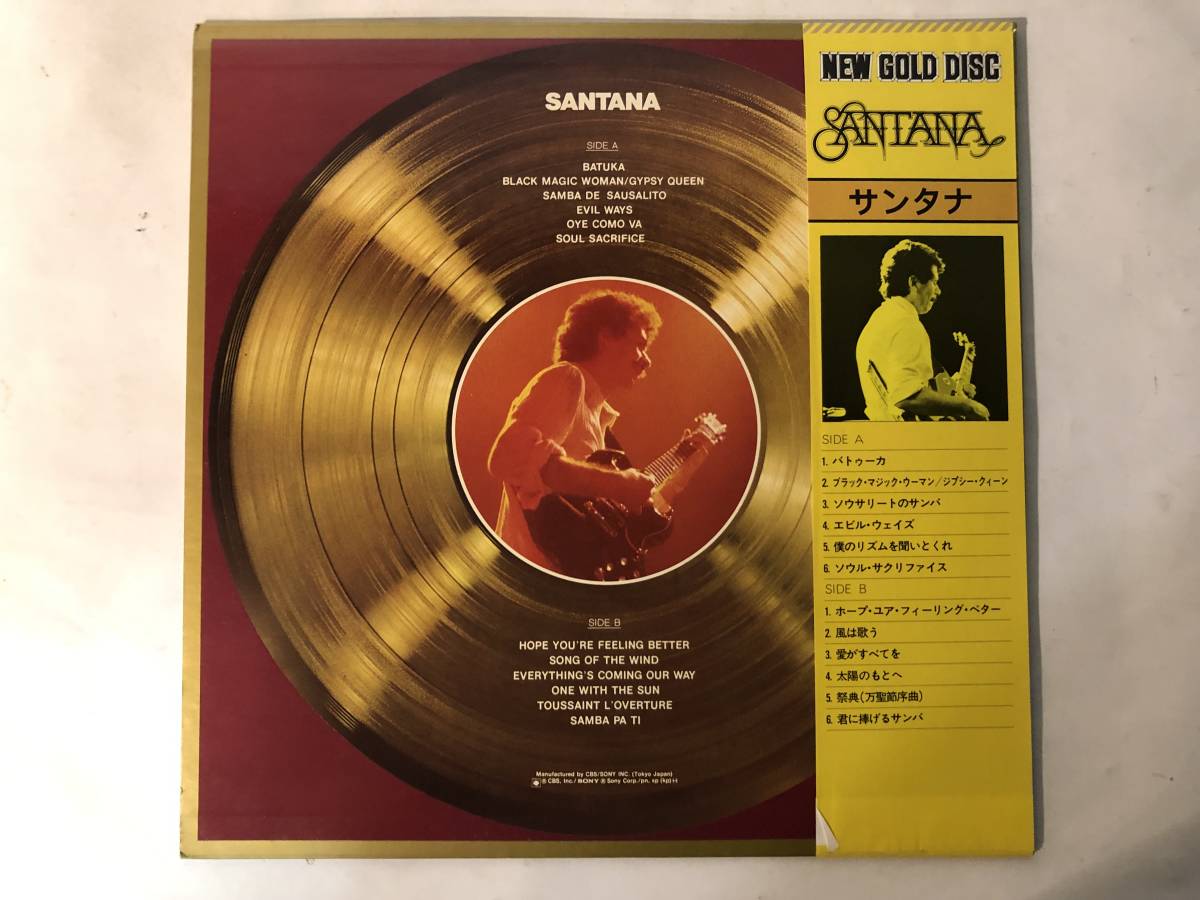 SANTANA
SIDE A
BATUKA
BLACK MAGIC WOMAN/GYPSY QUEEN
SAMBA DE SAUSALITO
EVIL WAYS
OYE COMO VA
SOUL SACRIFICE
SIDE B
HOPE YOU'RE FEELING BETTER
SONG OF THE WIND
EVERYTHING'S COMING OUR WAY
ONE WITH THE SUN
TOUSSAINT L'OVERTURE
SAMBA PA TI
Manufactured by CBS/SONY INC. (Tokyo Japan)
® CBS, Inc./SONY ® Sony Corp./pn, sp (kp) H
NEW GOLD DISC
SANTANA
サンタナ
SIDE A
1. バトゥーカ
2. ブラック・マジック・ウーマン/ジプシー・クィーン
3. ソウサリートのサンバ
4. エビル・ウェイズ
5. 僕のリズムを聞いとくれ
6. ソウル・サクリファイス
SIDE B
1. ホープ・ユア・フィーリング・ベター
2. 風は歌う
3. 愛がすべてを
4. 太陽のもとへ
5. 祭典(万聖節序曲)
6. 君に捧げるサンバ